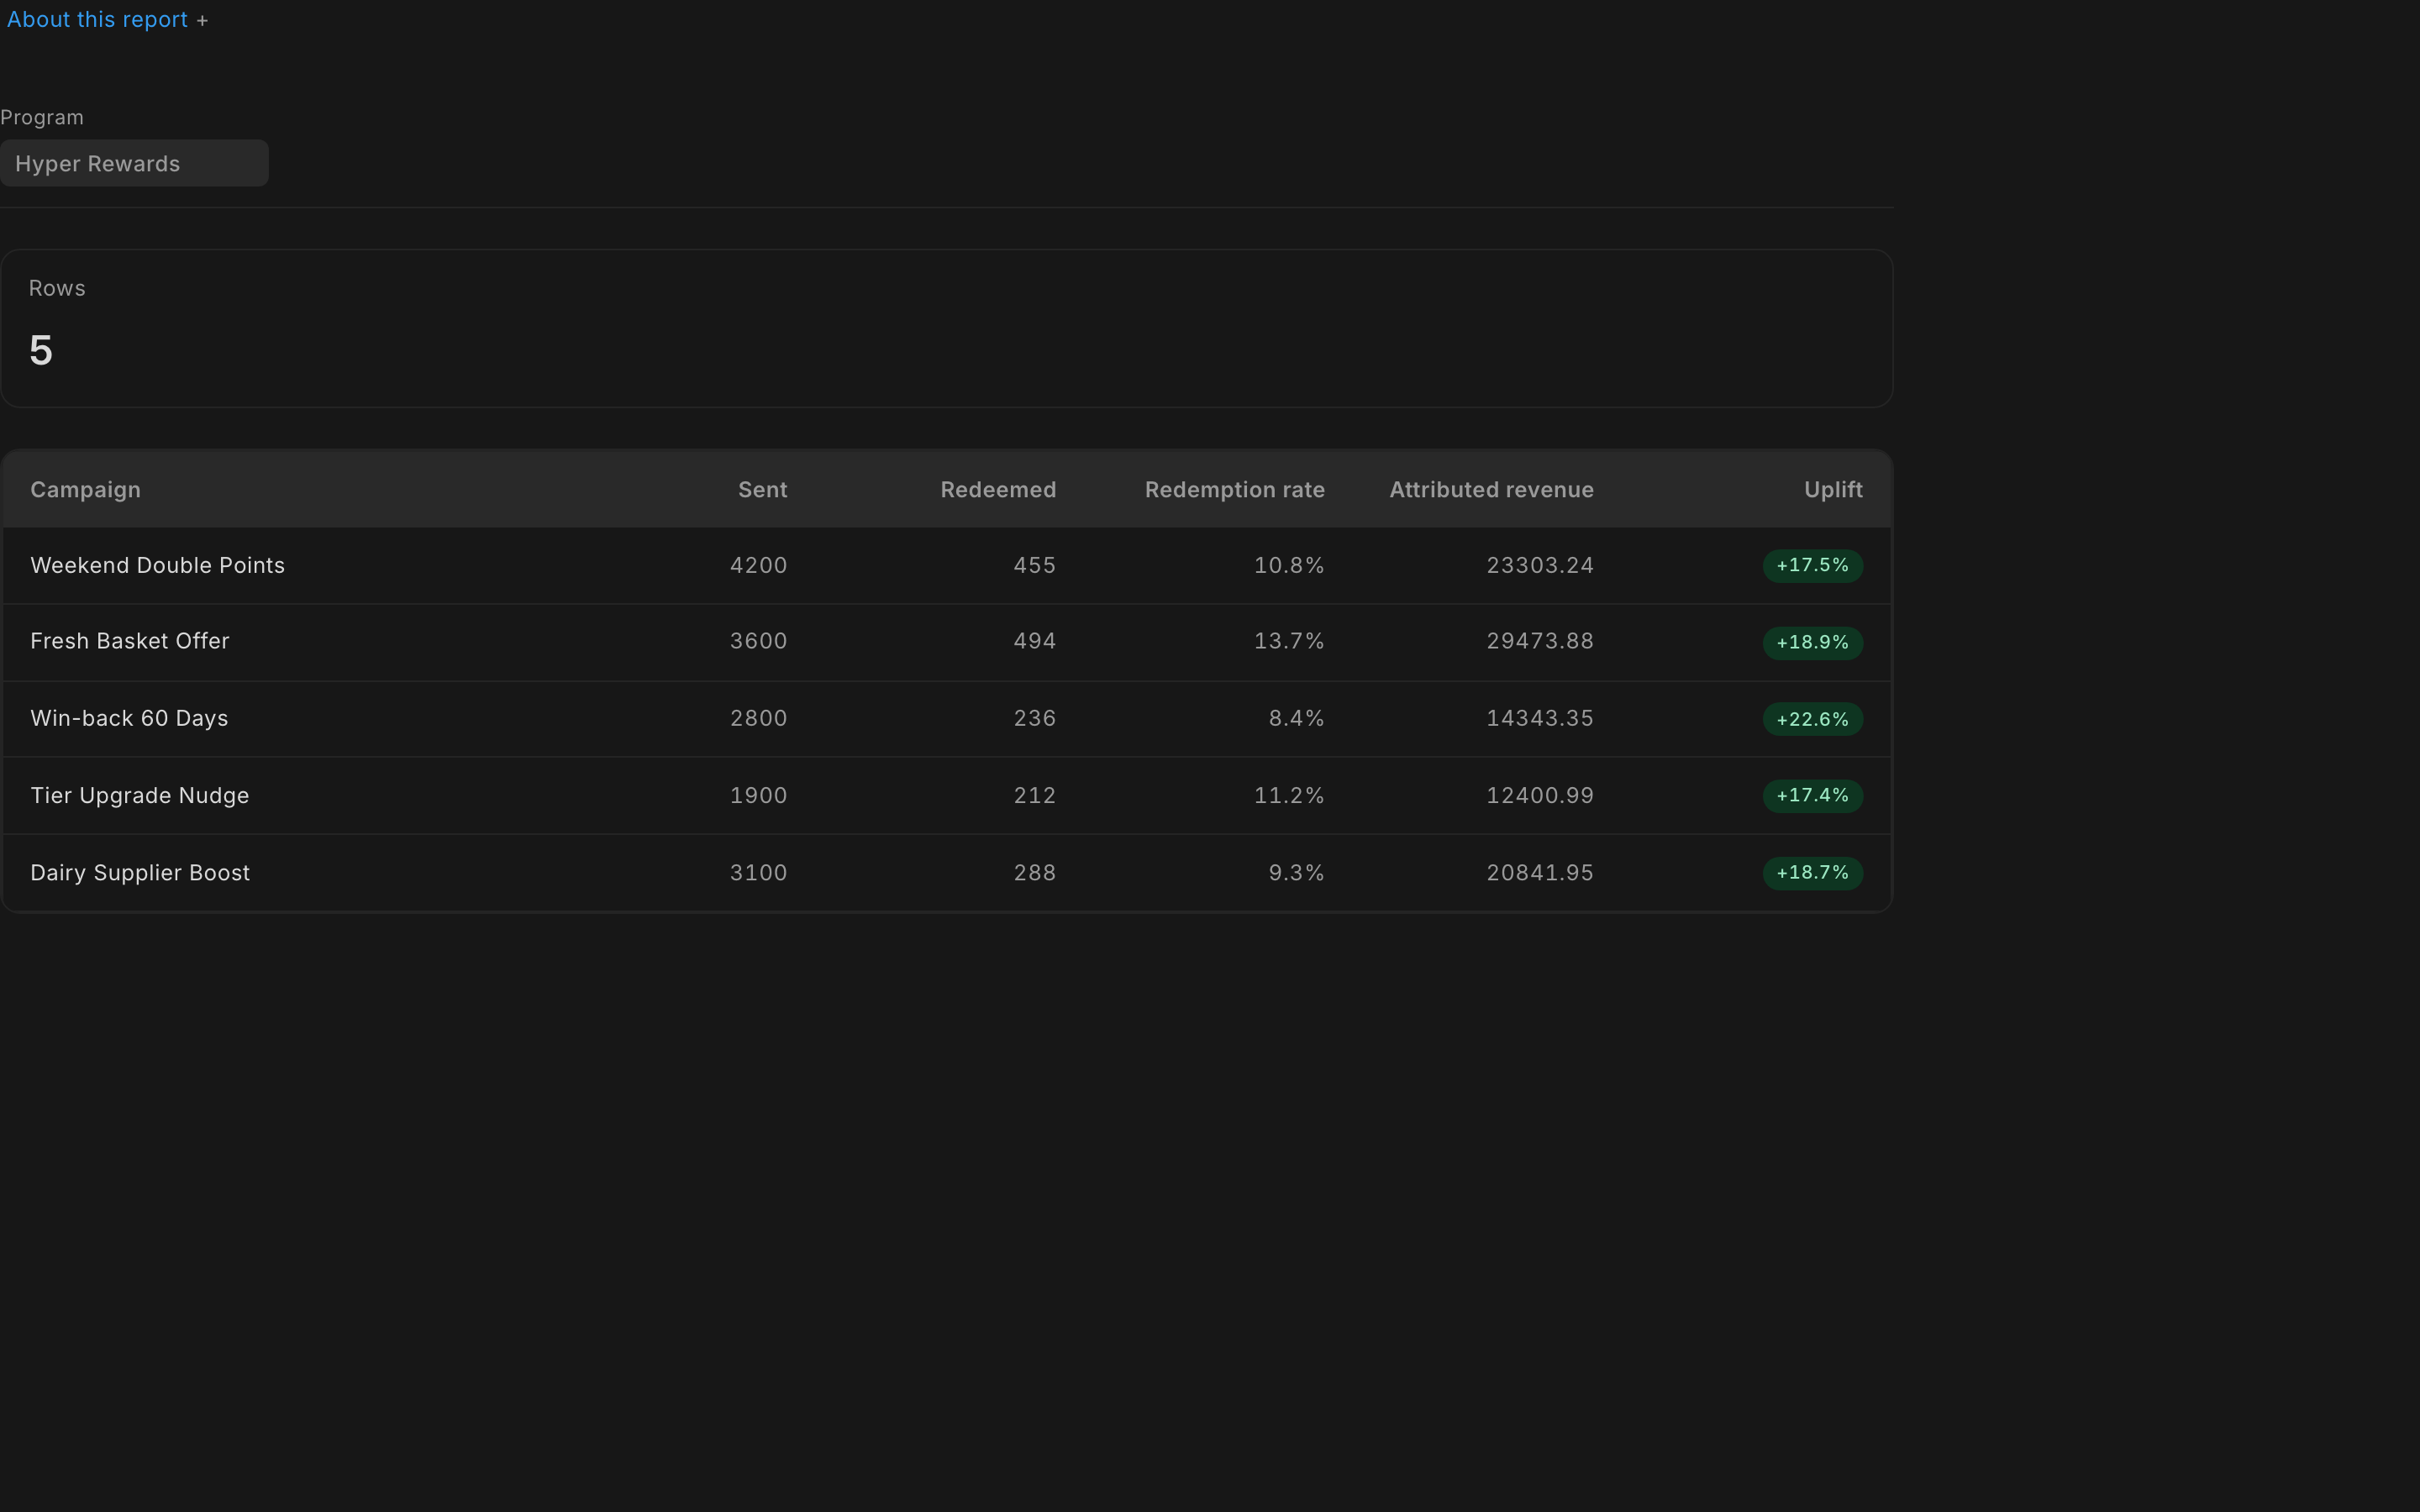 About this report +
Program
Hyper Rewards
Rows
5
Campaign Sent Redeemed Redemption rate Attributed revenue Uplift
Weekend Double Points 4200 455 10.8% 23303.24 +17.5%
Fresh Basket Offer 3600 494 13.7% 29473.88 +18.9%
Win-back 60 Days 2800 236 8.4% 14343.35 +22.6%
Tier Upgrade Nudge 1900 212 11.2% 12400.99 +17.4%
Dairy Supplier Boost 3100 288 9.3% 20841.95 +18.7%